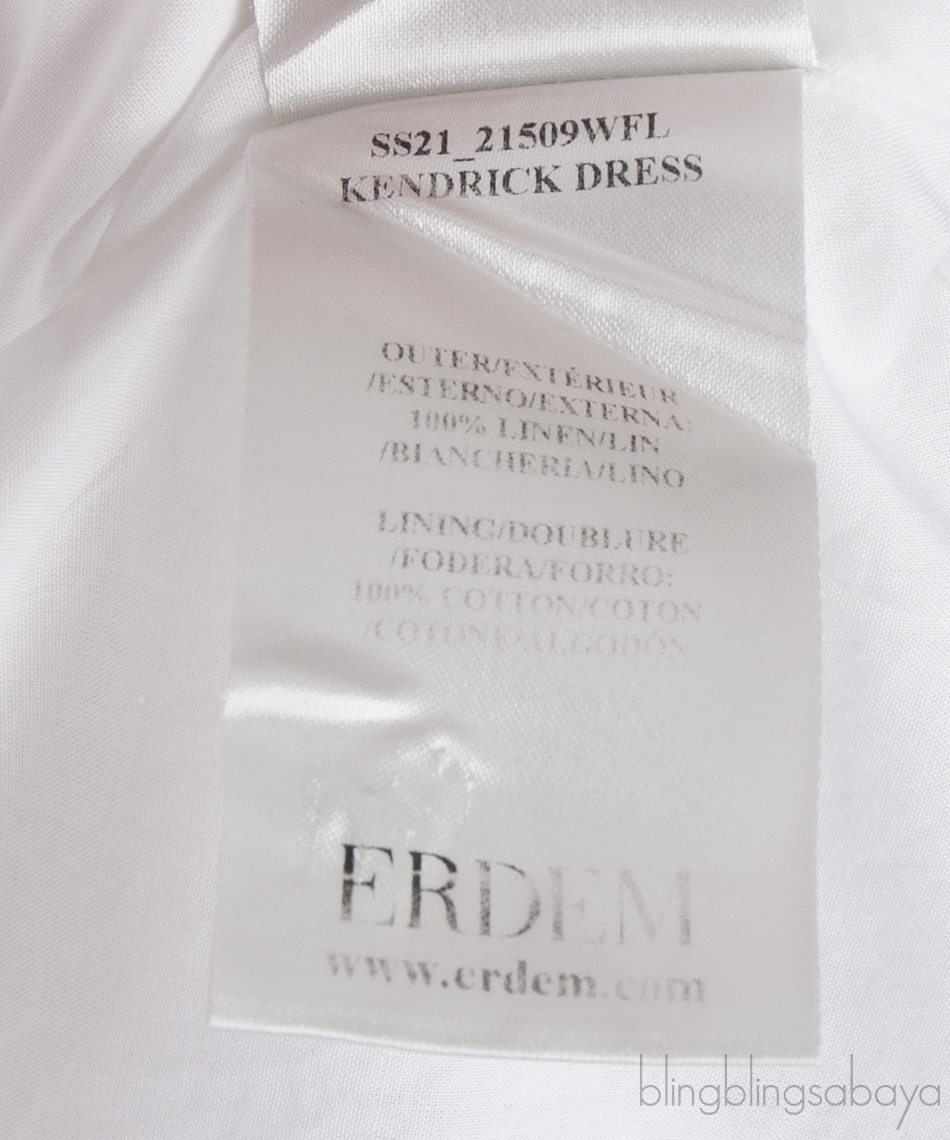 SS21_21509WFL
KENDRICK DRESS
OUTER/EXTÉRIEUR
/ESTERNO/EXTERNA:
100% LINEN/LIN
/BIANCHERIA/LINO
LINING/DOUBLURE
/FODERA/FORRO:
100% COTTON/COTON
/COTONE/ALGODÓN
ERDEM
www.erdem.com
blingblingsabaya